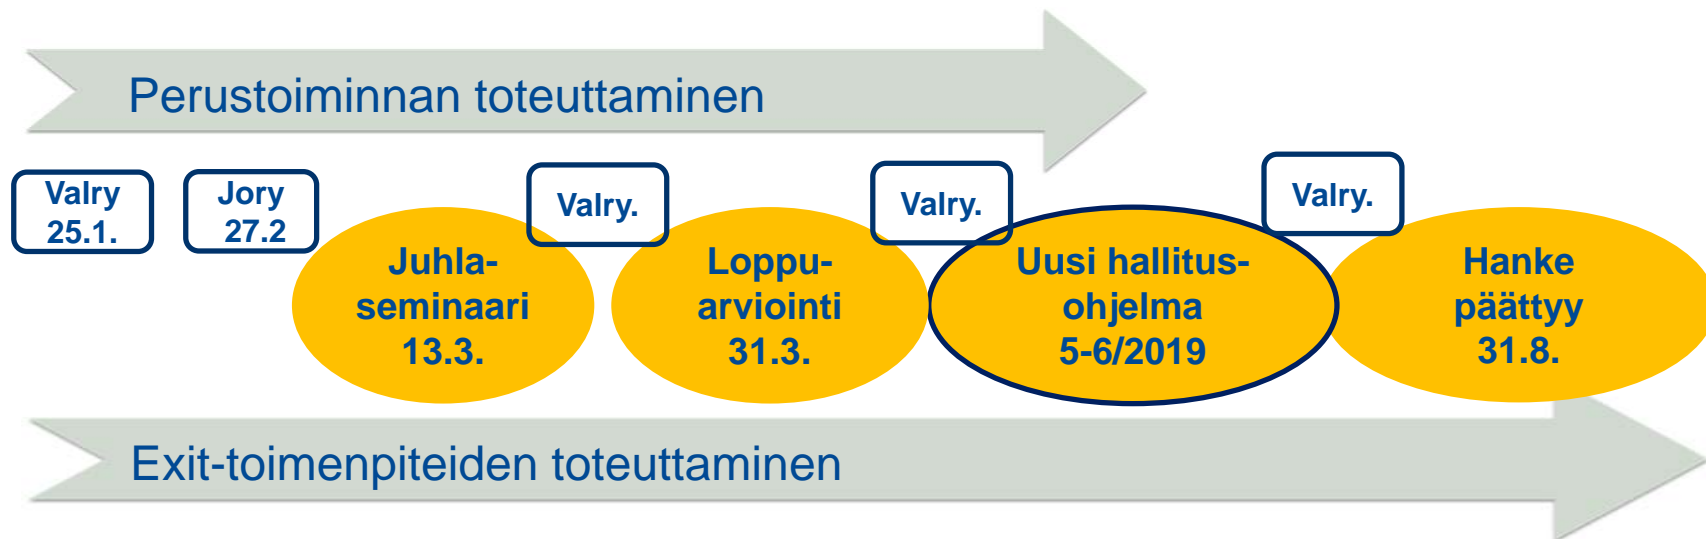 Perustoiminnan toteuttaminen
Valry
25.1.
Jory
27.2
Valry.
Valry.
Valry.
Juhla-
seminaari
13.3.
Loppu-
arviointi
31.3.
Uusi hallitus-
ohjelma
5-6/2019
Hanke
päättyy
31.8.
Exit-toimenpiteiden toteuttaminen